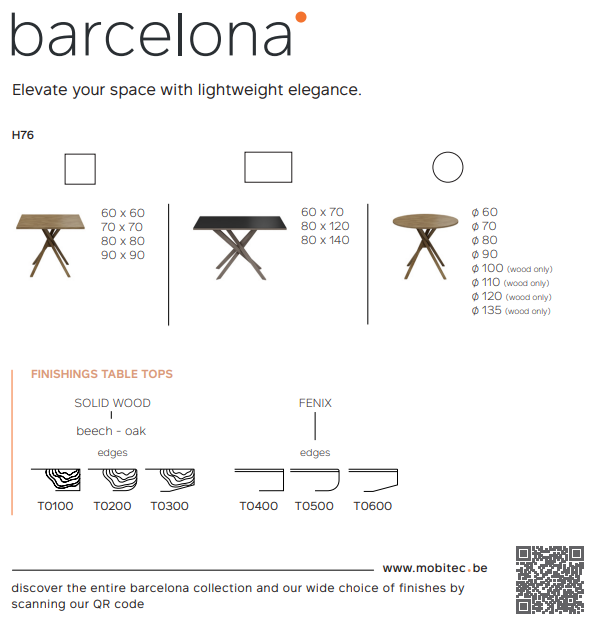 barcelona
Elevate your space with lightweight elegance.
H76
60 x 60
70 x 70
80 x 80
90 x 90
60 x 70
80 x 120
80 x 140
ϕ 60
ϕ 70
ϕ 80
ϕ 90
ϕ 100 (wood only)
ϕ 110 (wood only)
ϕ 120 (wood only)
ϕ 135 (wood only)
FINISHINGS TABLE TOPS
SOLID WOOD
beech - oak
edges
T0100 T0200 T0300
FENIX
edges
T0400 T0500 T0600
www.mobitec.be
discover the entire barcelona collection and our wide choice of finishes by
scanning our QR code